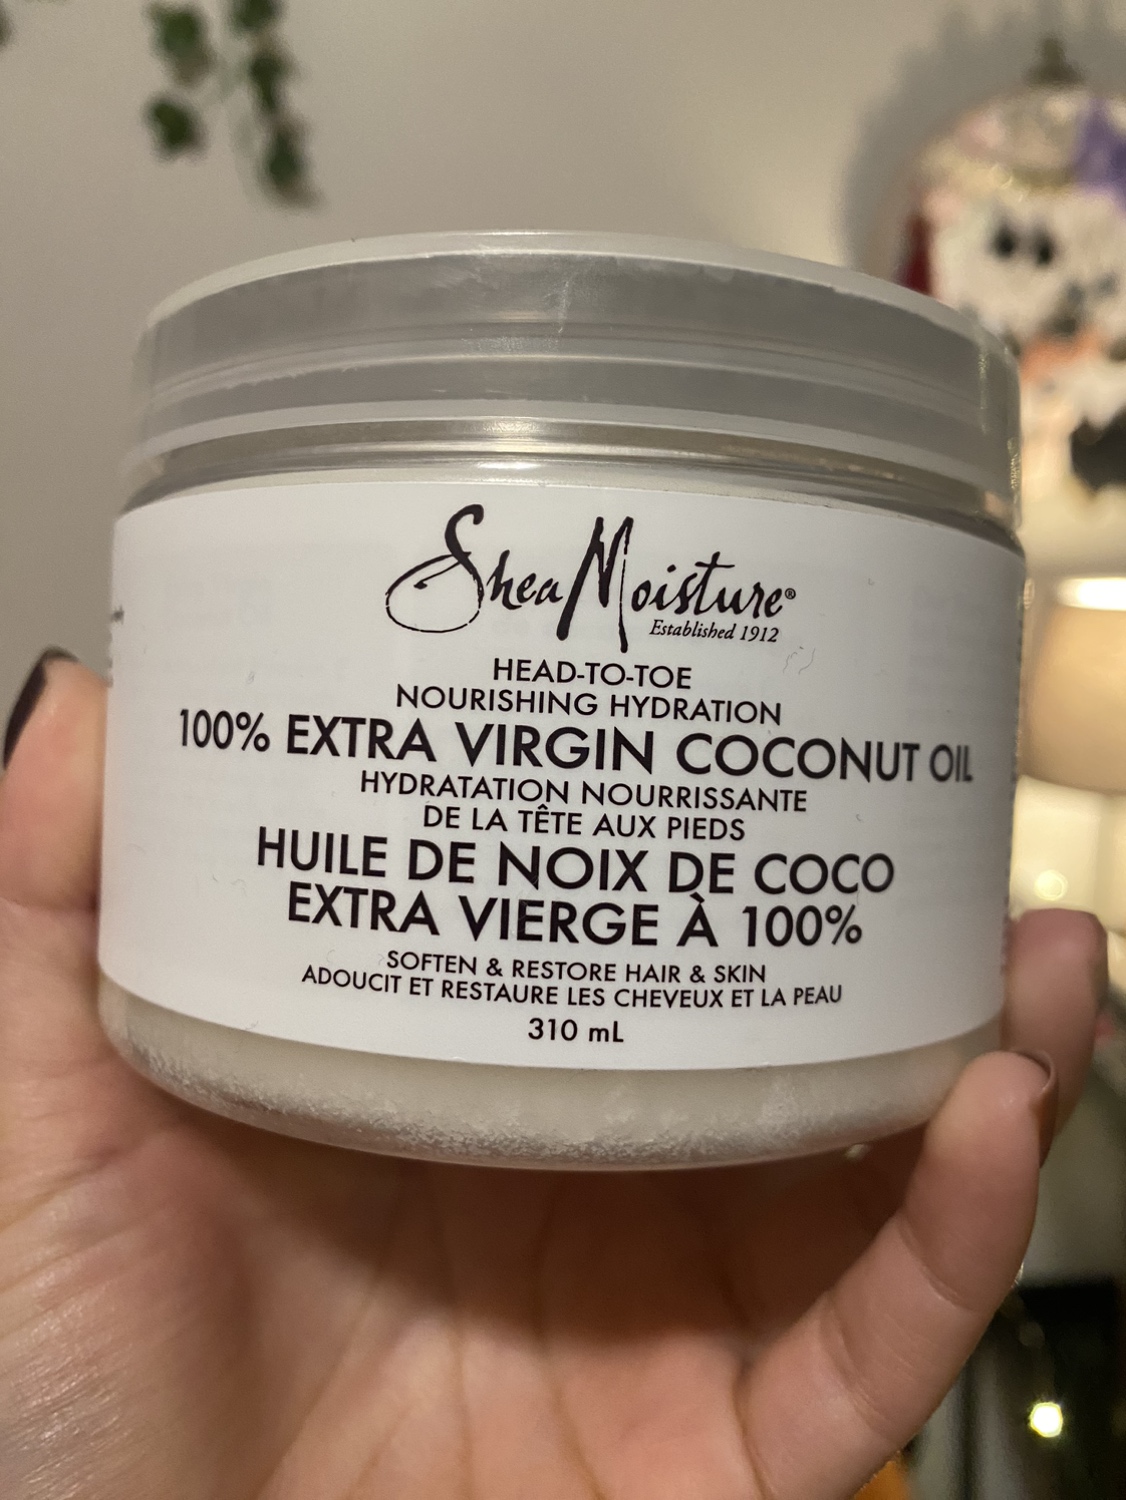 SheaMoisture®
Established 1912
HEAD-TO-TOE
NOURISHING HYDRATION
100% EXTRA VIRGIN COCONUT OIL
HYDRATATION NOURRISSANTE
DE LA TÊTE AUX PIEDS
HUILE DE NOIX DE COCO
EXTRA VIERGE À 100%
SOFTEN & RESTORE HAIR & SKIN
ADOUCIT ET RESTAURE LES CHEVEUX ET LA PEAU
310 mL